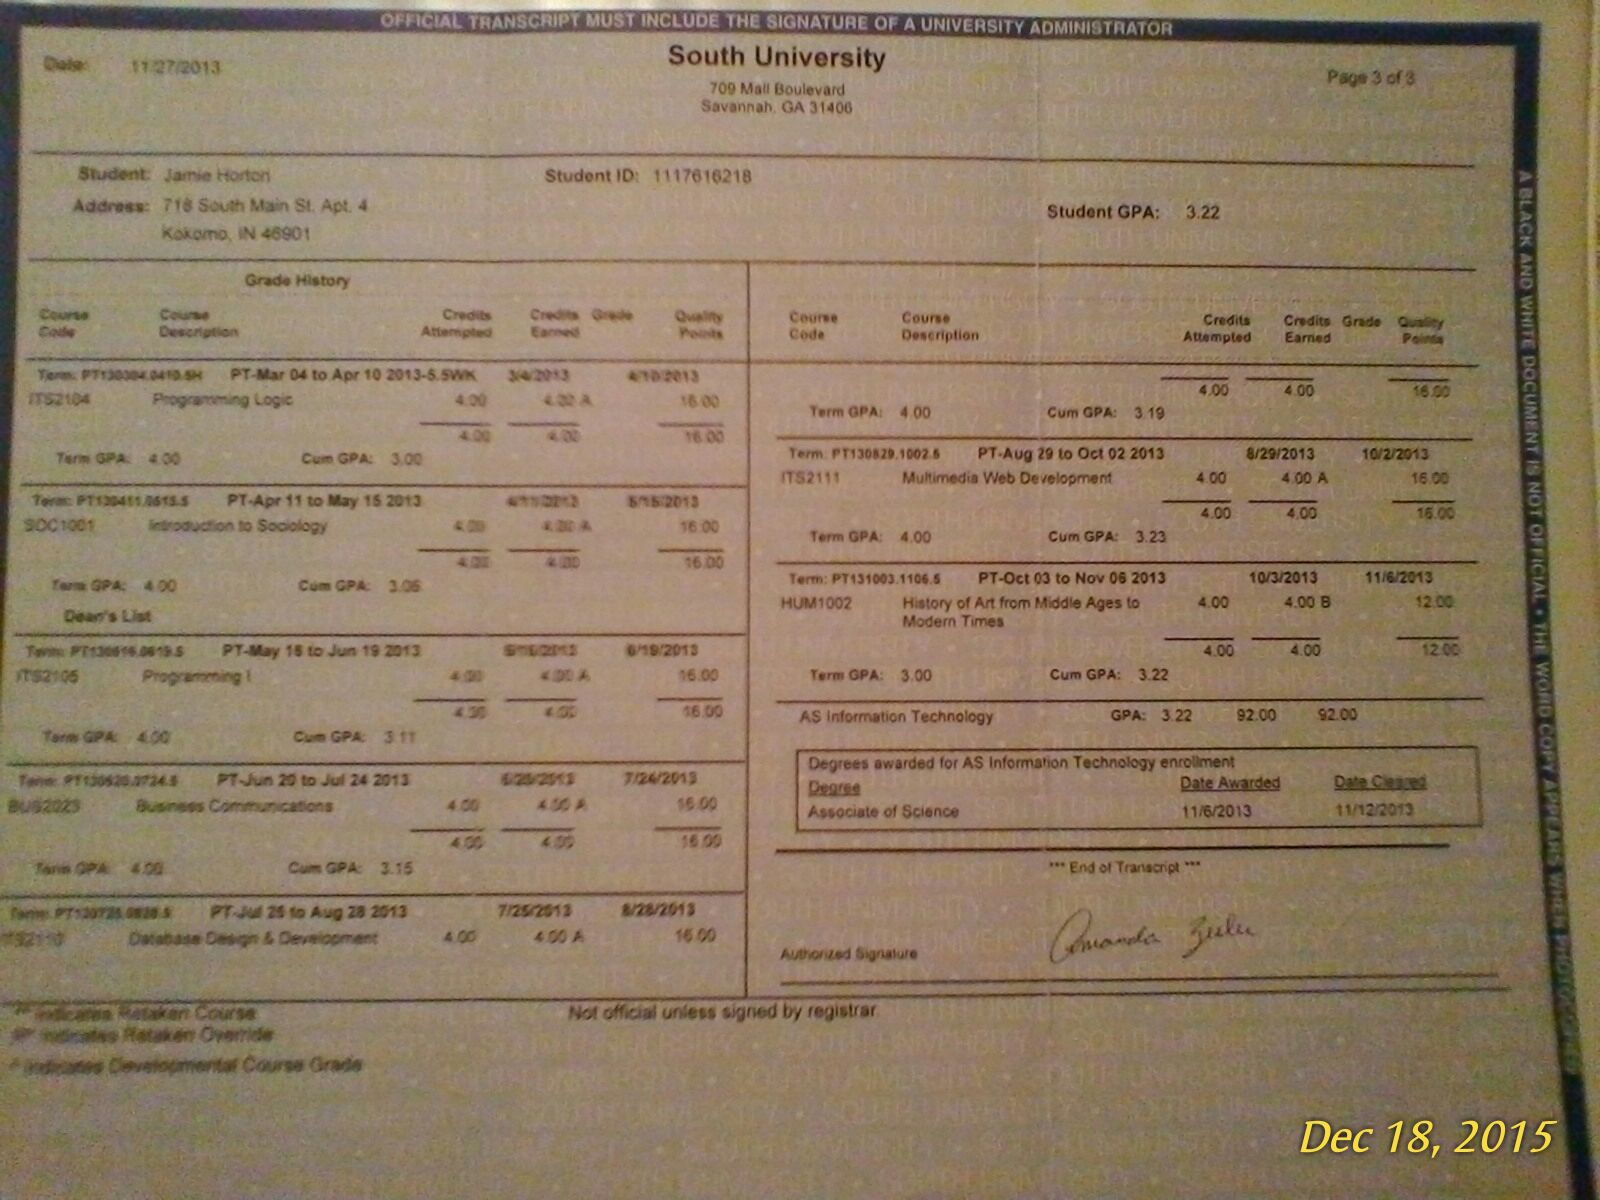 OFFICIAL TRANSCRIPT MUST INCLUDE THE SIGNATURE OF A UNIVERSITY ADMINISTRATOR
Date: 11/27/2013
South University
709 Mall Boulevard
Savannah, GA 31406
Page 3 of 3
Student: Jamie Horton
Student ID: 1117616218
Address: 718 South Main St. Apt. 4
Kokomo, IN 46901
Student GPA: 3.22
Grade History
Course Code Course Description Credits Attempted Credits Earned Grade Quality Points
PT-Mar 04 to Apr 10 2013-5.5WK 3/4/2013 4/10/2013
ITS2104 Programming Logic 4.00 4.00 A 16.00
4.00 4.00 16.00
Term GPA: 4.00 Cum GPA: 3.00
Term: PT130411.0515.5 PT-Apr 11 to May 15 2013 4/11/2013 5/15/2013
SOC1001 Introduction to Sociology 4.00 4.00 A 16.00
4.00 4.00 16.00
Term GPA: 4.00 Cum GPA: 3.06
Dean's List
Term: PT130516.0619.5 PT-May 16 to Jun 19 2013 5/16/2013 6/19/2013
ITS2105 Programming I 4.00 4.00 A 16.00
4.00 4.00 16.00
Term GPA: 4.00 Cum GPA: 3.11
Term: PT130620.0724.5 PT-Jun 20 to Jul 24 2013 6/20/2013 7/24/2013
BUS2023 Business Communications 4.00 4.00 A 16.00
4.00 4.00 16.00
Term GPA: 4.00 Cum GPA: 3.15
Term: PT130725.0828.5 PT-Jul 25 to Aug 28 2013 7/25/2013 8/28/2013
ITS2110 Database Design & Development 4.00 4.00 A 16.00
Course Code Course Description Credits Attempted Credits Earned Grade Quality Points
4.00 4.00 16.00
Term GPA: 4.00 Cum GPA: 3.19
Term: PT130829.1002.5 PT-Aug 29 to Oct 02 2013 8/29/2013 10/2/2013
ITS2111 Multimedia Web Development 4.00 4.00 A 16.00
4.00 4.00 16.00
Term GPA: 4.00 Cum GPA: 3.23
Term: PT131003.1106.5 PT-Oct 03 to Nov 06 2013 10/3/2013 11/6/2013
HUM1002 History of Art from Middle Ages to 4.00 4.00 B 12.00
Modern Times
4.00 4.00 12.00
Term GPA: 3.00 Cum GPA: 3.22
AS Information Technology GPA: 3.22 92.00 92.00
Degrees awarded for AS Information Technology enrollment
Degree Date Awarded Date Cleared
Associate of Science 11/6/2013 11/12/2013
*** End of Transcript ***
Authorized Signature Amanda
Not official unless signed by registrar.
indicates Retaken Course
indicates Retaken Override
indicates Developmental Course Grade
A BLACK AND WHITE DOCUMENT IS NOT OFFICIAL • THE WORD COPY APPEARS WHEN PHOTOCOPIED
Dec 18, 2015